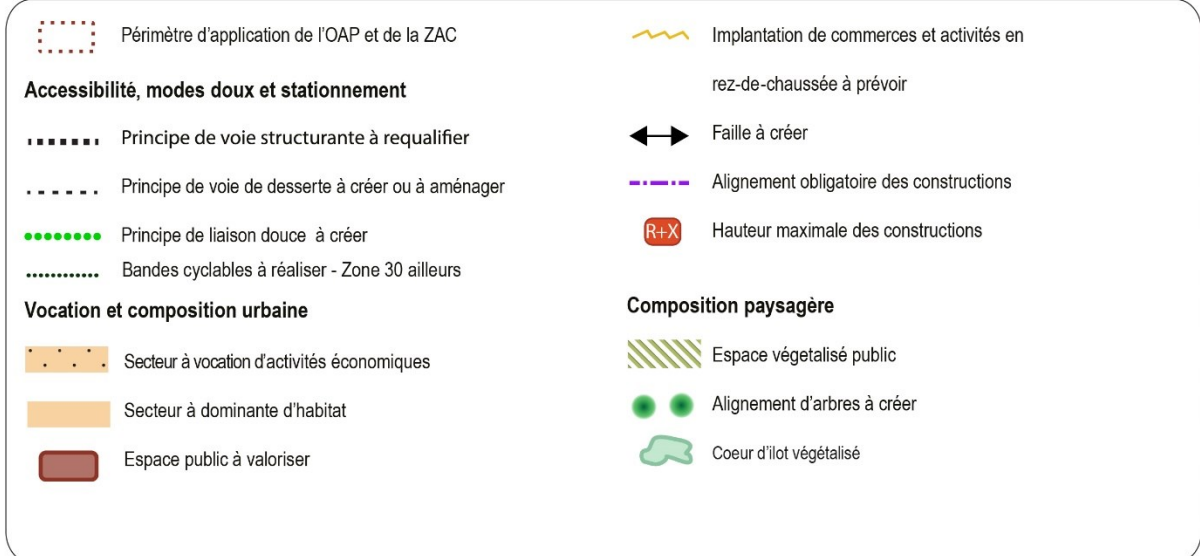 Périmètre d'application de l'OAP et de la ZAC
Accessibilité, modes doux et stationnement
Principe de voie structurante à requalifier
Principe de voie de desserte à créer ou à aménager
Principe de liaison douce à créer
Bandes cyclables à réaliser - Zone 30 ailleurs
Vocation et composition urbaine
Secteur à vocation d'activités économiques
Secteur à dominante d'habitat
Espace public à valoriser
Implantation de commerces et activités en
rez-de-chaussée à prévoir
Faille à créer
Alignement obligatoire des constructions
R+X Hauteur maximale des constructions
Composition paysagère
Espace végetalisé public
Alignement d'arbres à créer
Coeur d'ilot végétalisé